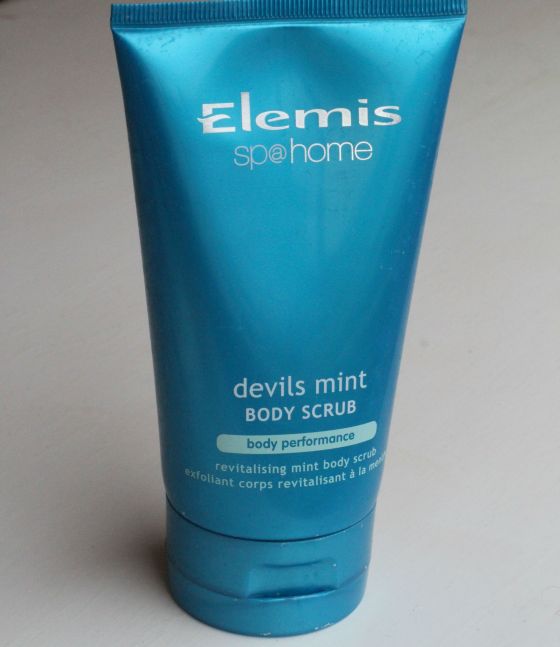 Elemis
sp@home
devils mint
BODY SCRUB
body performance
revitalising mint body scrub
exfoliant corps revitalisant à la